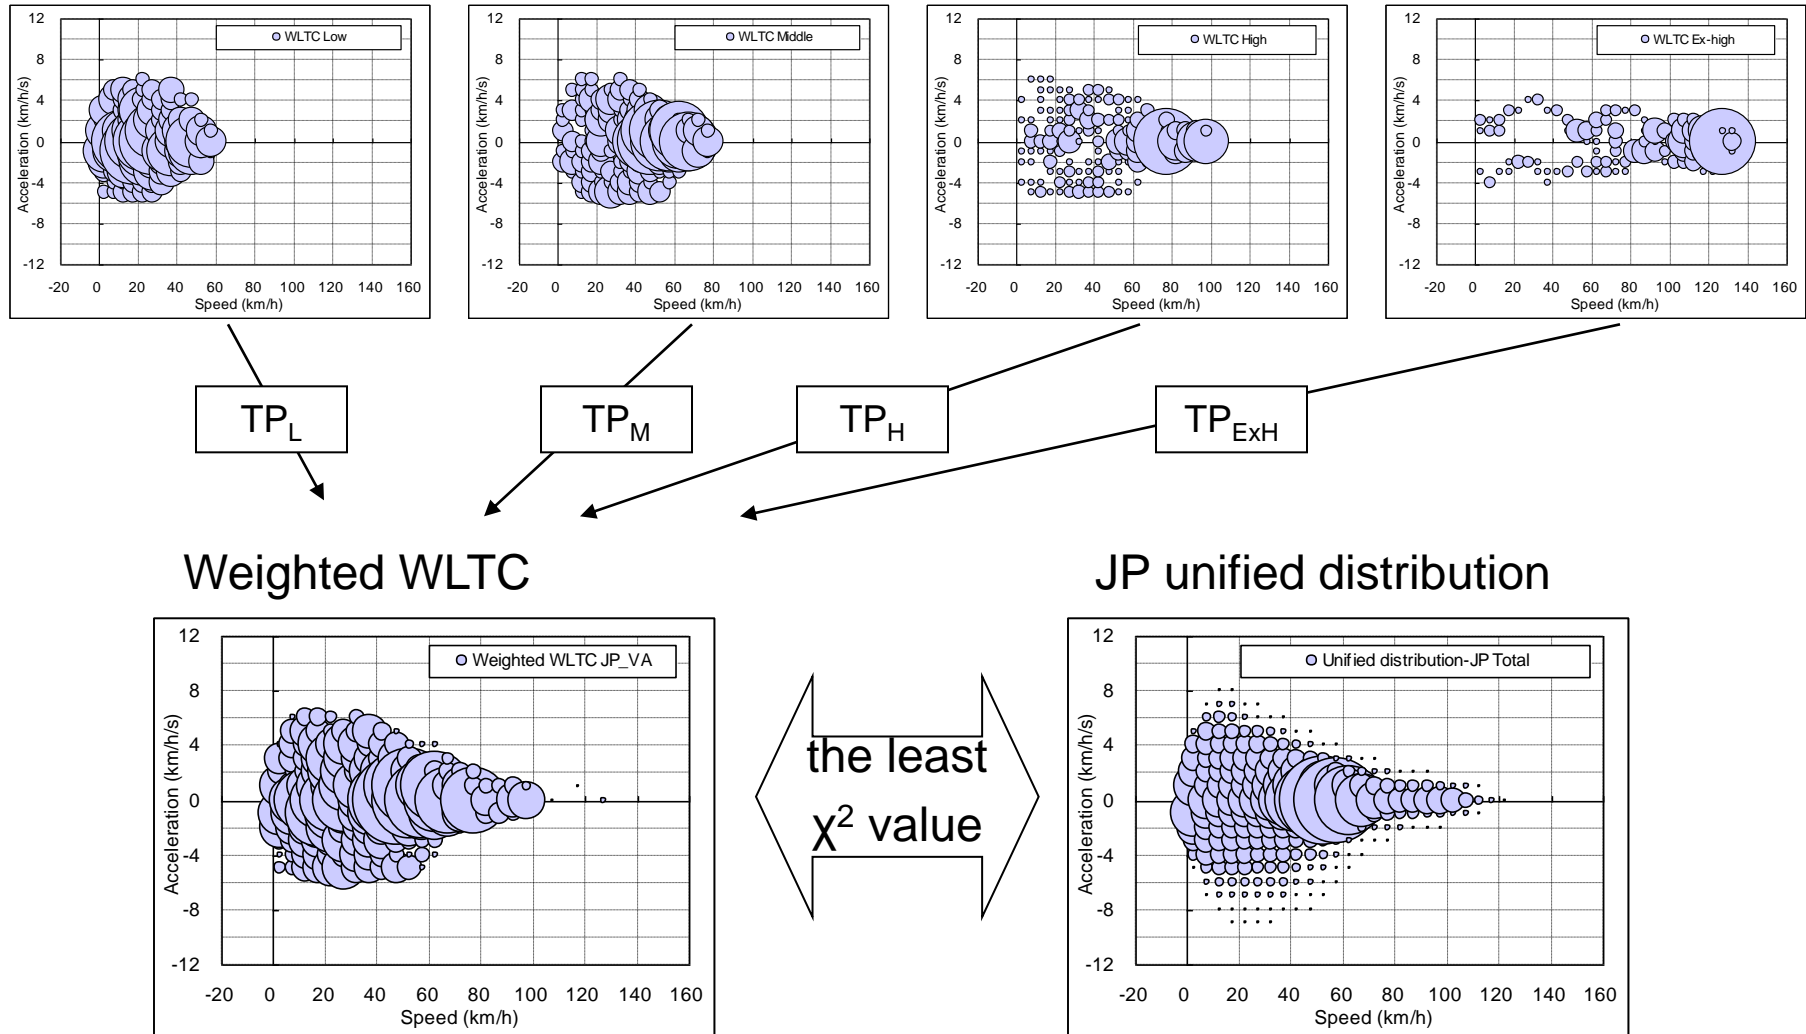 12
8
4
0
-4
-8
-12
Acceleration (km/h/s)
WLTC Low
-20 0 20 40 60 80 100 120 140 160
Speed (km/h)
12
8
4
0
-4
-8
-12
Acceleration (km/h/s)
WLTC Middle
-20 0 20 40 60 80 100 120 140 160
Speed (km/h)
12
8
4
0
-4
-8
-12
Acceleration (km/h/s)
WLTC High
-20 0 20 40 60 80 100 120 140 160
Speed (km/h)
12
8
4
0
-4
-8
-12
Acceleration (km/h/s)
WLTC Ex-high
-20 0 20 40 60 80 100 120 140 160
Speed (km/h)
TP_L
TP_M
TP_H
TP_ExH
Weighted WLTC
12
8
4
0
-4
-8
-12
Acceleration (km/h/s)
Weighted WLTC JP_VA
-20 0 20 40 60 80 100 120 140 160
Speed (km/h)
the least
χ² value
JP unified distribution
12
8
4
0
-4
-8
-12
Acceleration (km/h/s)
Unified distribution-JP Total
-20 0 20 40 60 80 100 120 140 160
Speed (km/h)